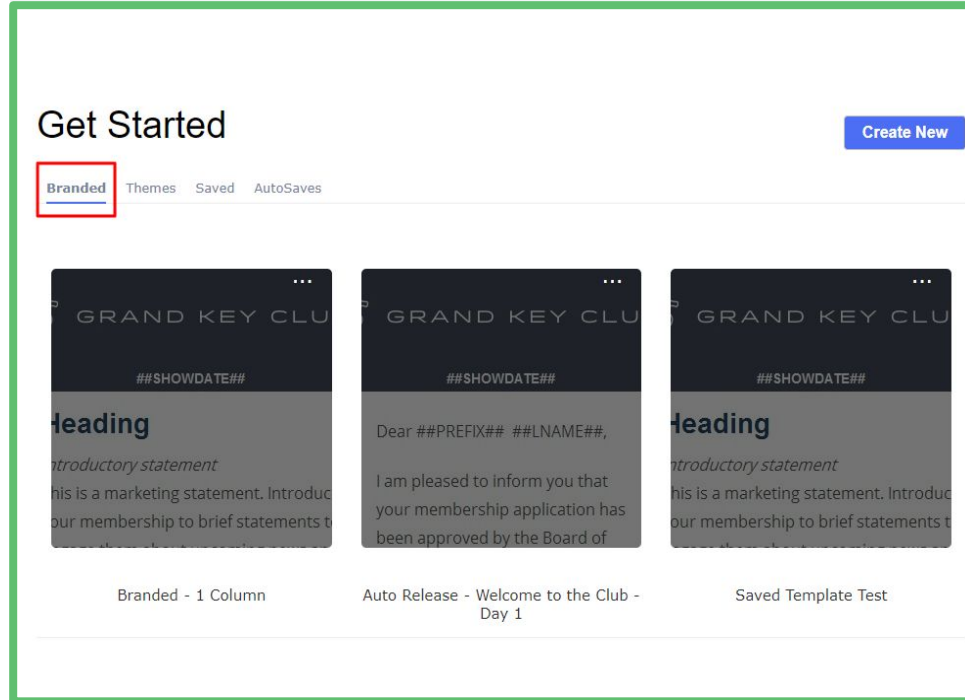 Get Started
Create New
Branded Themes Saved AutoSaves
GRAND KEY CLU
##SHOWDATE##
Heading
ntroductory statement
his is a marketing statement. Introduc
our membership to brief statements t
GRAND KEY CLU
##SHOWDATE##
Dear ##PREFIX## ##LNAME##,
I am pleased to inform you that
your membership application has
been approved by the Board of
GRAND KEY CLU
##SHOWDATE##
Heading
ntroductory statement
his is a marketing statement. Introduc
our membership to brief statements t
Branded - 1 Column
Auto Release - Welcome to the Club -
Day 1
Saved Template Test